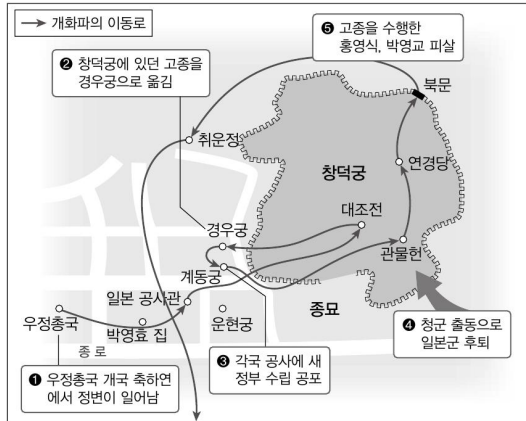 → 개화파의 이동로
❺ 고종을 수행한
홍영식, 박영교 피살
❷ 창덕궁에 있던 고종을
경우궁으로 옮김
북문
취운정
연경당
창덕궁
대조전
경우궁
관물헌
계동궁
일본 공사관
종묘
우정총국
박영효 집
운현궁
❹ 청군 출동으로
일본군 후퇴
종 로
❸ 각국 공사에 새
정부 수립 공포
❶ 우정총국 개국 축하연
에서 정변이 일어남